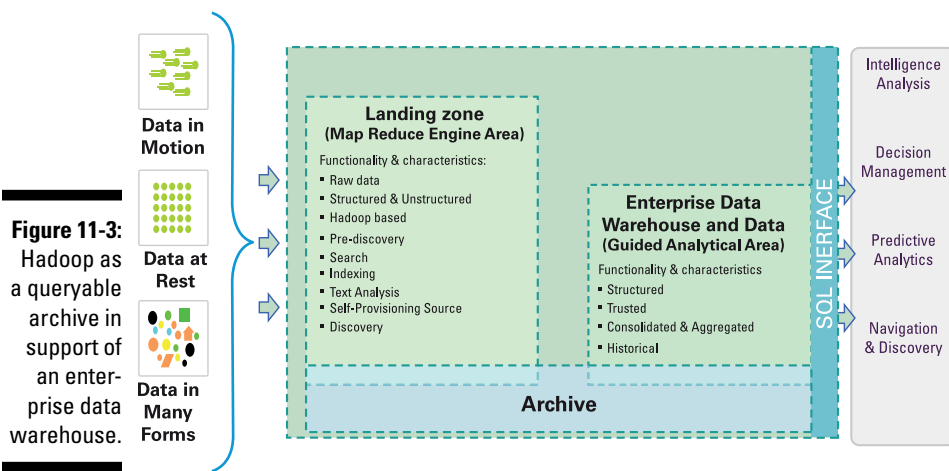 Figure 11-3:
Hadoop as
a queryable
archive in
support of
an enter-
prise data
warehouse.
Data in
Motion
Data at
Rest
Data in
Many
Forms
Landing zone
(Map Reduce Engine Area)
Functionality & characteristics:
▪ Raw data
▪ Structured & Unstructured
▪ Hadoop based
▪ Pre-discovery
▪ Search
▪ Indexing
▪ Text Analysis
▪ Self-Provisioning Source
▪ Discovery
Enterprise Data
Warehouse and Data
(Guided Analytical Area)
Functionality & characteristics
▪ Structured
▪ Trusted
▪ Consolidated & Aggregated
▪ Historical
Archive
SQL INERFACE
Intelligence
Analysis
Decision
Management
Predictive
Analytics
Navigation
& Discovery